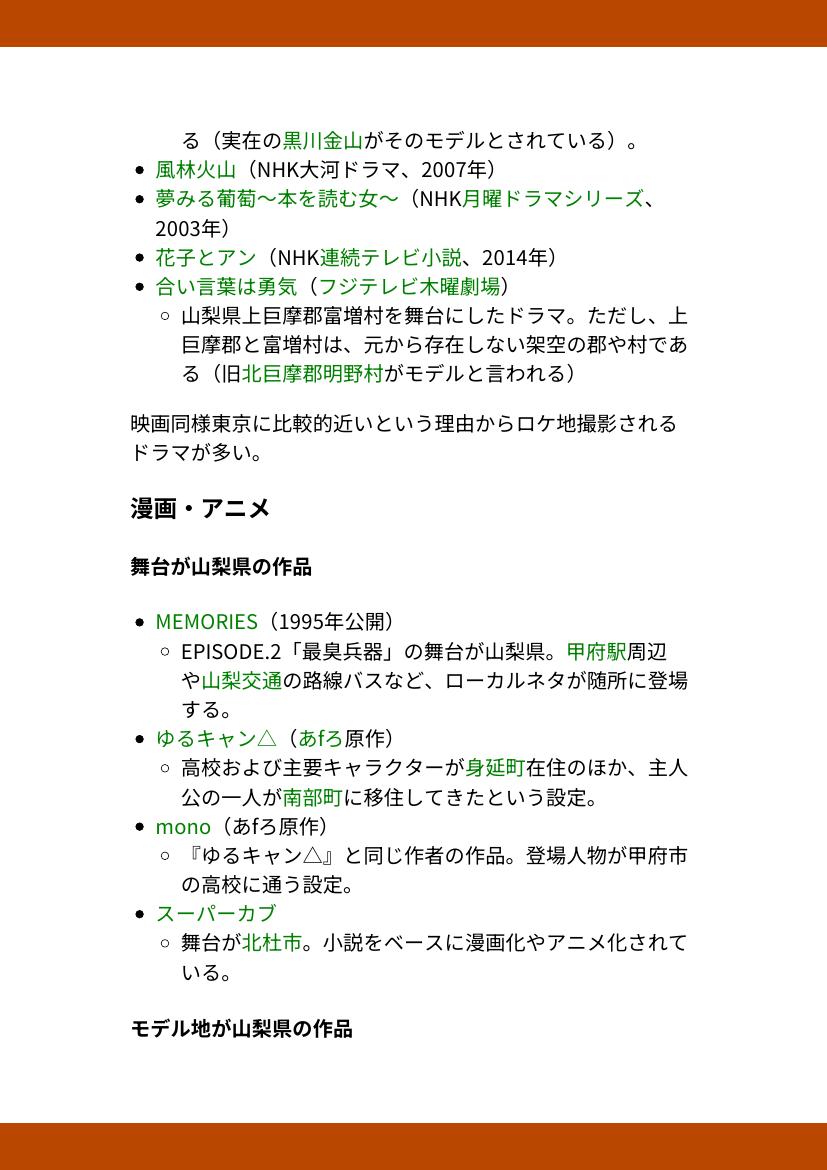 る（実在の黒川金山がそのモデルとされている）。
• 風林火山（NHK大河ドラマ、2007年）
• 夢みる葡萄〜本を読む女〜（NHK月曜ドラマシリーズ、
2003年）
• 花子とアン（NHK連続テレビ小説、2014年）
• 合い言葉は勇気（フジテレビ木曜劇場）
◦ 山梨県上巨摩郡富増村を舞台にしたドラマ。ただし、上
巨摩郡と富増村は、元から存在しない架空の郡や村であ
る（旧北巨摩郡明野村がモデルと言われる）
映画同様東京に比較的近いという理由からロケ地撮影される
ドラマが多い。
漫画・アニメ
舞台が山梨県の作品
• MEMORIES（1995年公開）
◦ EPISODE.2「最臭兵器」の舞台が山梨県。甲府駅周辺
や山梨交通の路線バスなど、ローカルネタが随所に登場
する。
• ゆるキャン△（あfろ原作）
◦ 高校および主要キャラクターが身延町在住のほか、主人
公の一人が南部町に移住してきたという設定。
• mono（あfろ原作）
◦ 『ゆるキャン△』と同じ作者の作品。登場人物が甲府市
の高校に通う設定。
• スーパーカブ
◦ 舞台が北杜市。小説をベースに漫画化やアニメ化されて
いる。
モデル地が山梨県の作品